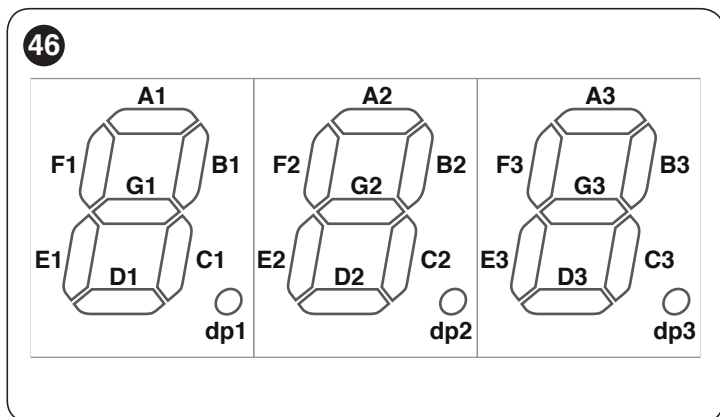 46
A1 A2 A3
F1 B1 F2 B2 F3 B3
G1 G2 G3
E1 C1 E2 C2 E3 C3
D1 D2 D3
dp1 dp2 dp3